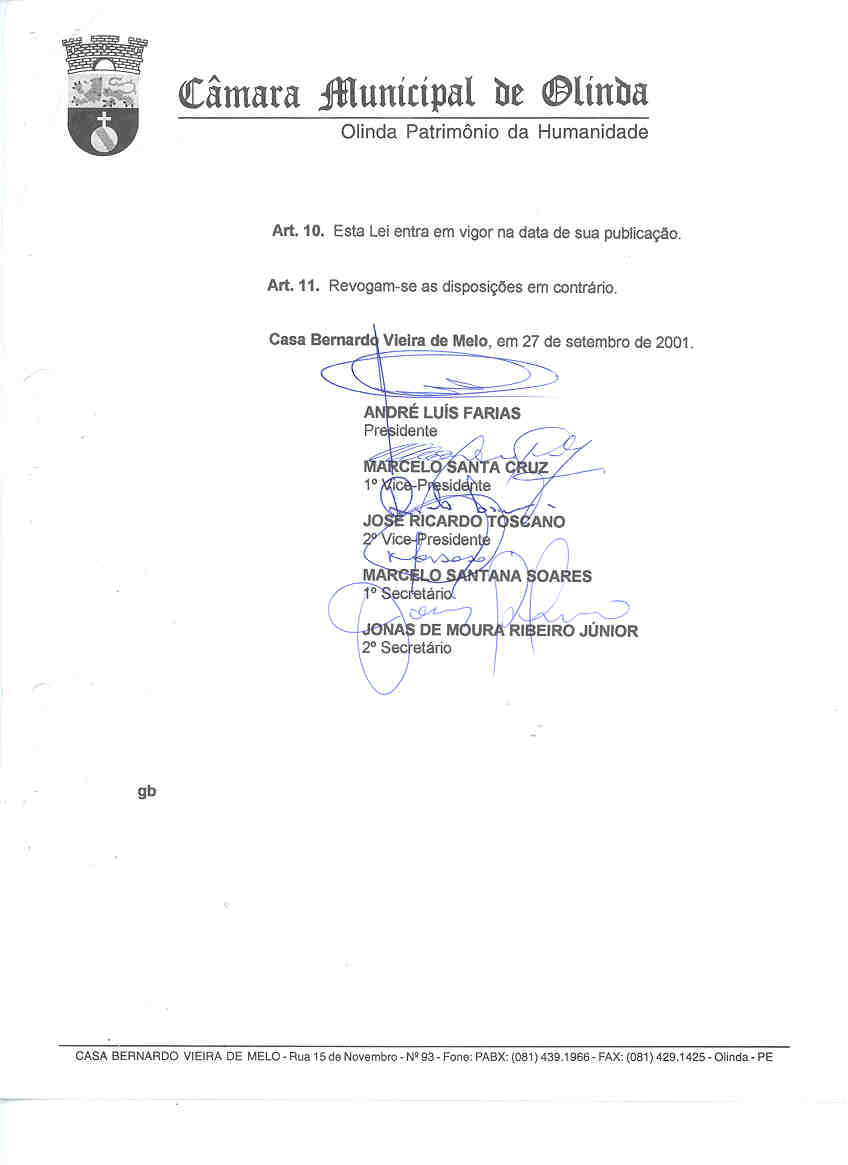 Câmara Municipal de Olinda
Olinda Patrimônio da Humanidade
Art. 10. Esta Lei entra em vigor na data de sua publicação.
Art. 11. Revogam-se as disposições em contrário.
Casa Bernardo Vieira de Melo, em 27 de setembro de 2001.
ANDRÉ LUÍS FARIAS
Presidente
MARCELO SANTA CRUZ
1º Vice-Presidente
JOSÉ RICARDO TOSCANO
2º Vice-Presidente
MARCELO SANTANA SOARES
1º Secretário.
JONAS DE MOURA RIBEIRO JÚNIOR
2º Secretário
gb
CASA BERNARDO VIEIRA DE MELO - Rua 15 de Novembro - Nº 93 - Fone: PABX: (081) 439.1966 - FAX: (081) 429.1425 - Olinda - PE